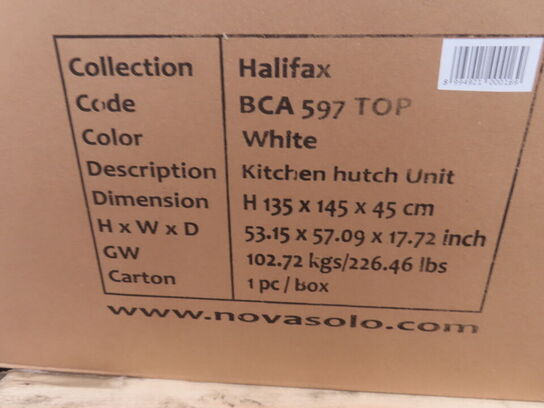 Collection Halifax
Code BCA 597 TOP
Color White
Description Kitchen hutch Unit
Dimension H 135 x 145 x 45 cm
H x W x D 53.15 x 57.09 x 17.72 inch
GW 102.72 kgs/226.46 lbs
Carton 1 pc / box
www.novasolo.com